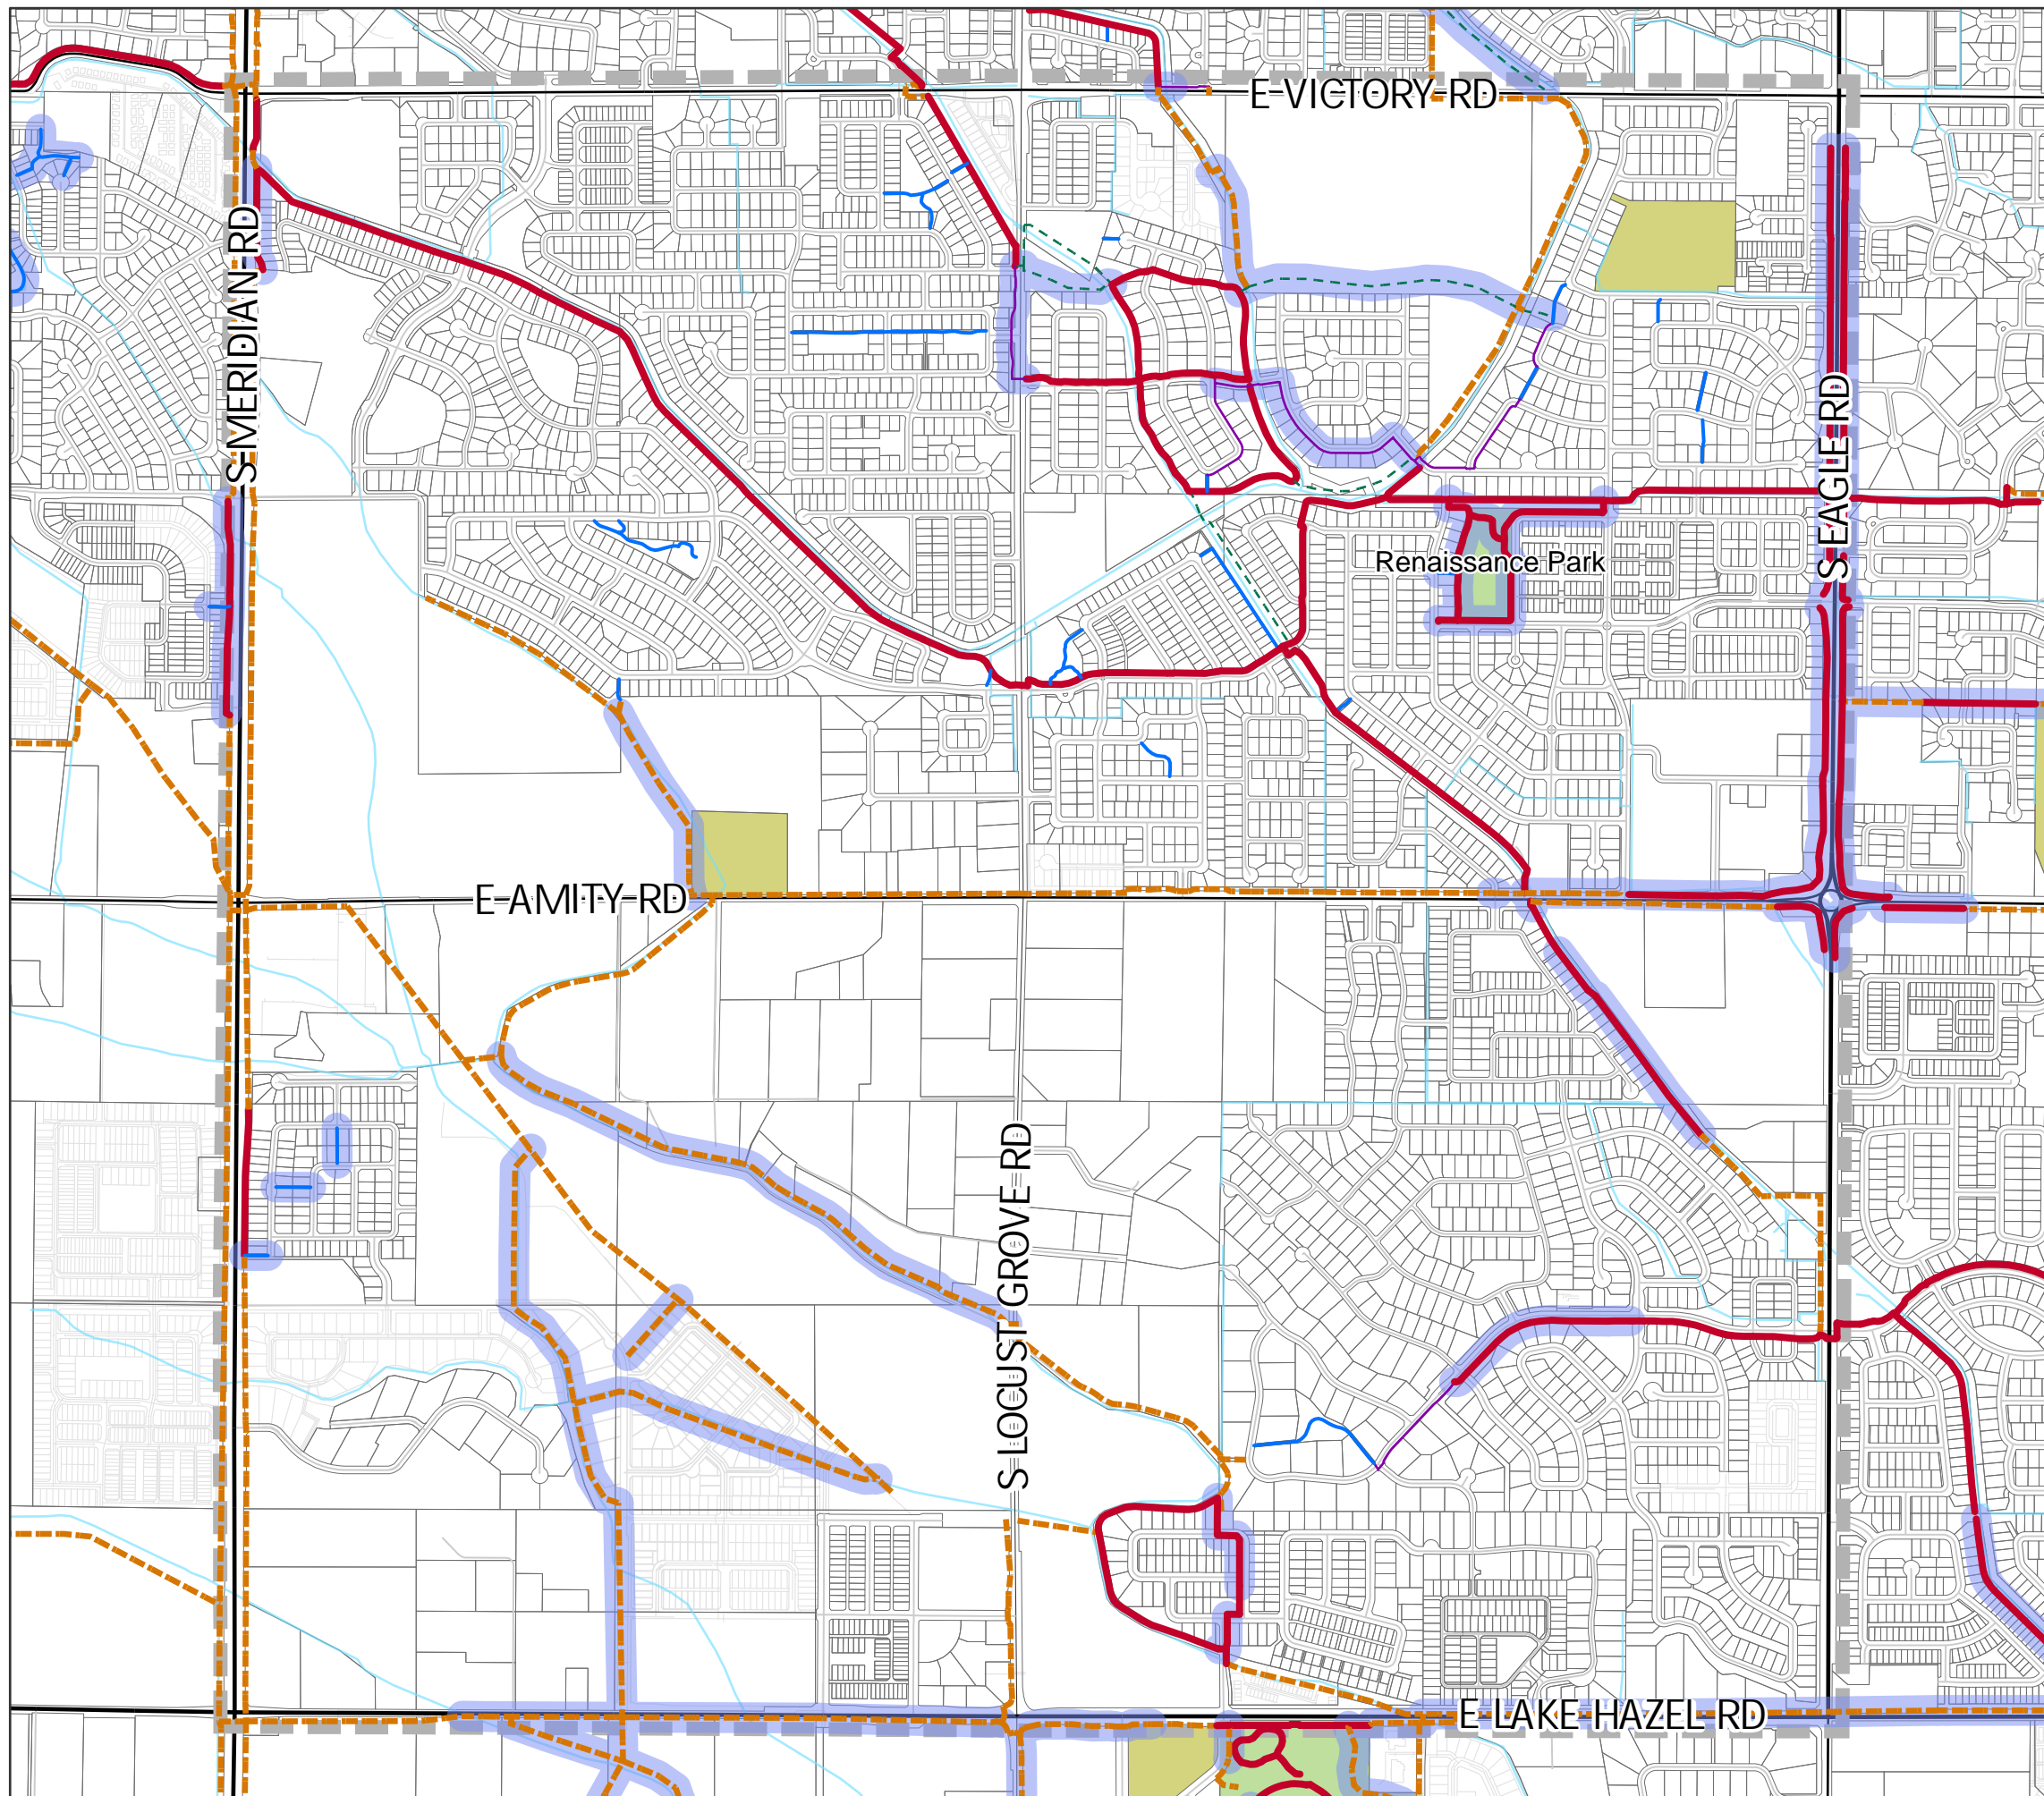 E VICTORY RD
S MERIDIAN RD
S EAGLE RD
Renaissance Park
E AMITY RD
S LOCUST GROVE RD
E LAKE HAZEL RD